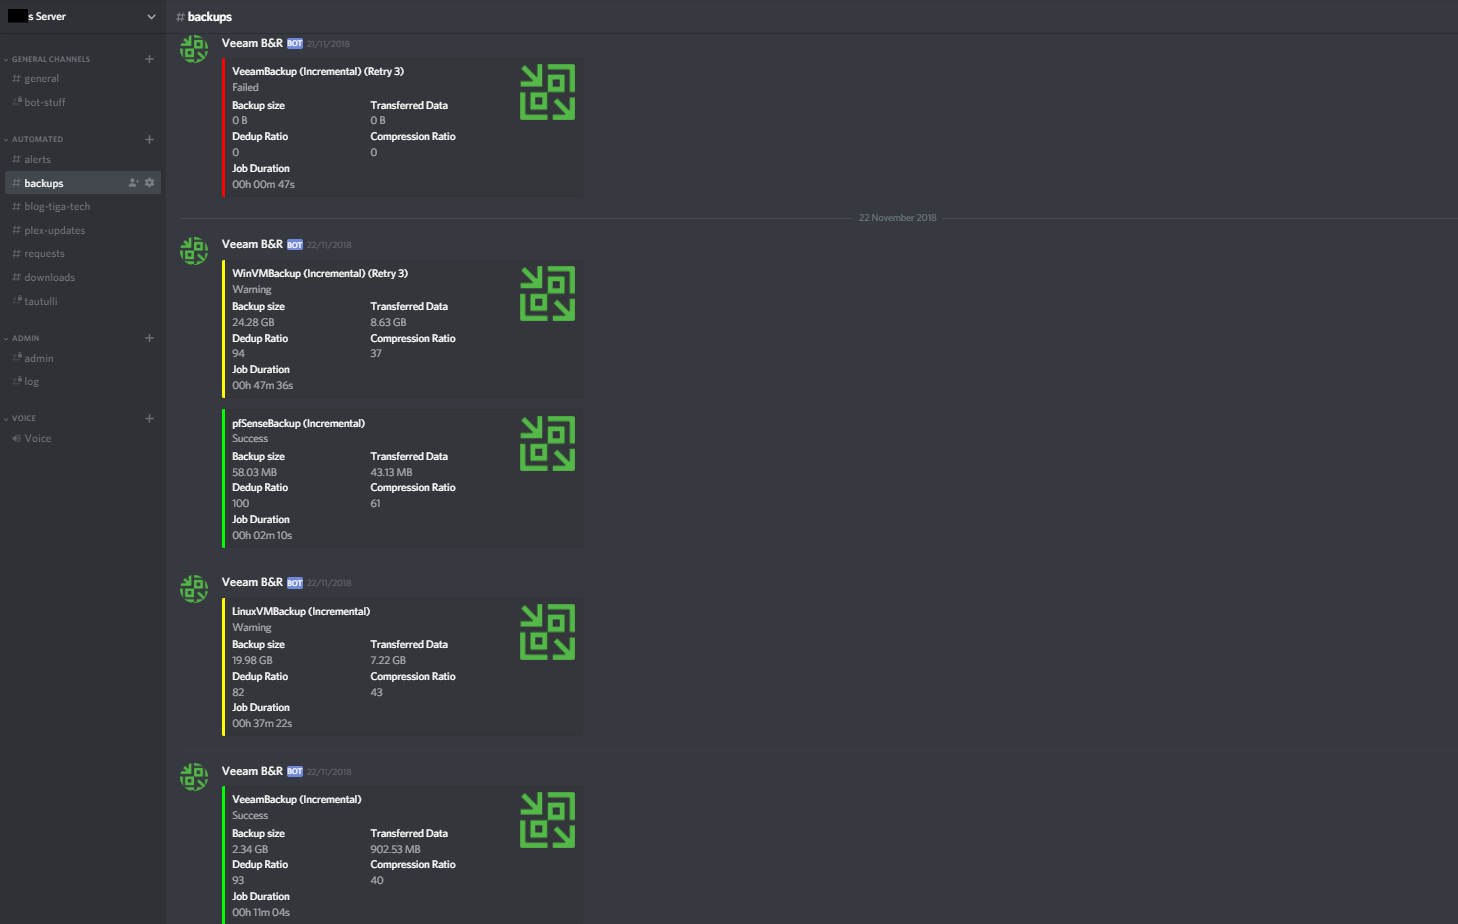 s Server
GENERAL CHANNELS
# general
bot-stuff
AUTOMATED
# alerts
# backups
# blog-tiga-tech
# plex-updates
# requests
# downloads
tautulli
ADMIN
admin
log
VOICE
Voice
# backups
Veeam B&R BOT 21/11/2018
VeeamBackup (Incremental) (Retry 3)
Failed
Backup size Transferred Data
0 B 0 B
Dedup Ratio Compression Ratio
0 0
Job Duration
00h 00m 47s
22 November 2018
Veeam B&R BOT 22/11/2018
WinVMBackup (Incremental) (Retry 3)
Warning
Backup size Transferred Data
24.28 GB 8.63 GB
Dedup Ratio Compression Ratio
94 37
Job Duration
00h 47m 36s
pfSenseBackup (Incremental)
Success
Backup size Transferred Data
58.03 MB 43.13 MB
Dedup Ratio Compression Ratio
100 61
Job Duration
00h 02m 10s
Veeam B&R BOT 22/11/2018
LinuxVMBackup (Incremental)
Warning
Backup size Transferred Data
19.98 GB 7.22 GB
Dedup Ratio Compression Ratio
82 43
Job Duration
00h 37m 22s
Veeam B&R BOT 22/11/2018
VeeamBackup (Incremental)
Success
Backup size Transferred Data
2.34 GB 902.53 MB
Dedup Ratio Compression Ratio
93 40
Job Duration
00h 11m 04s